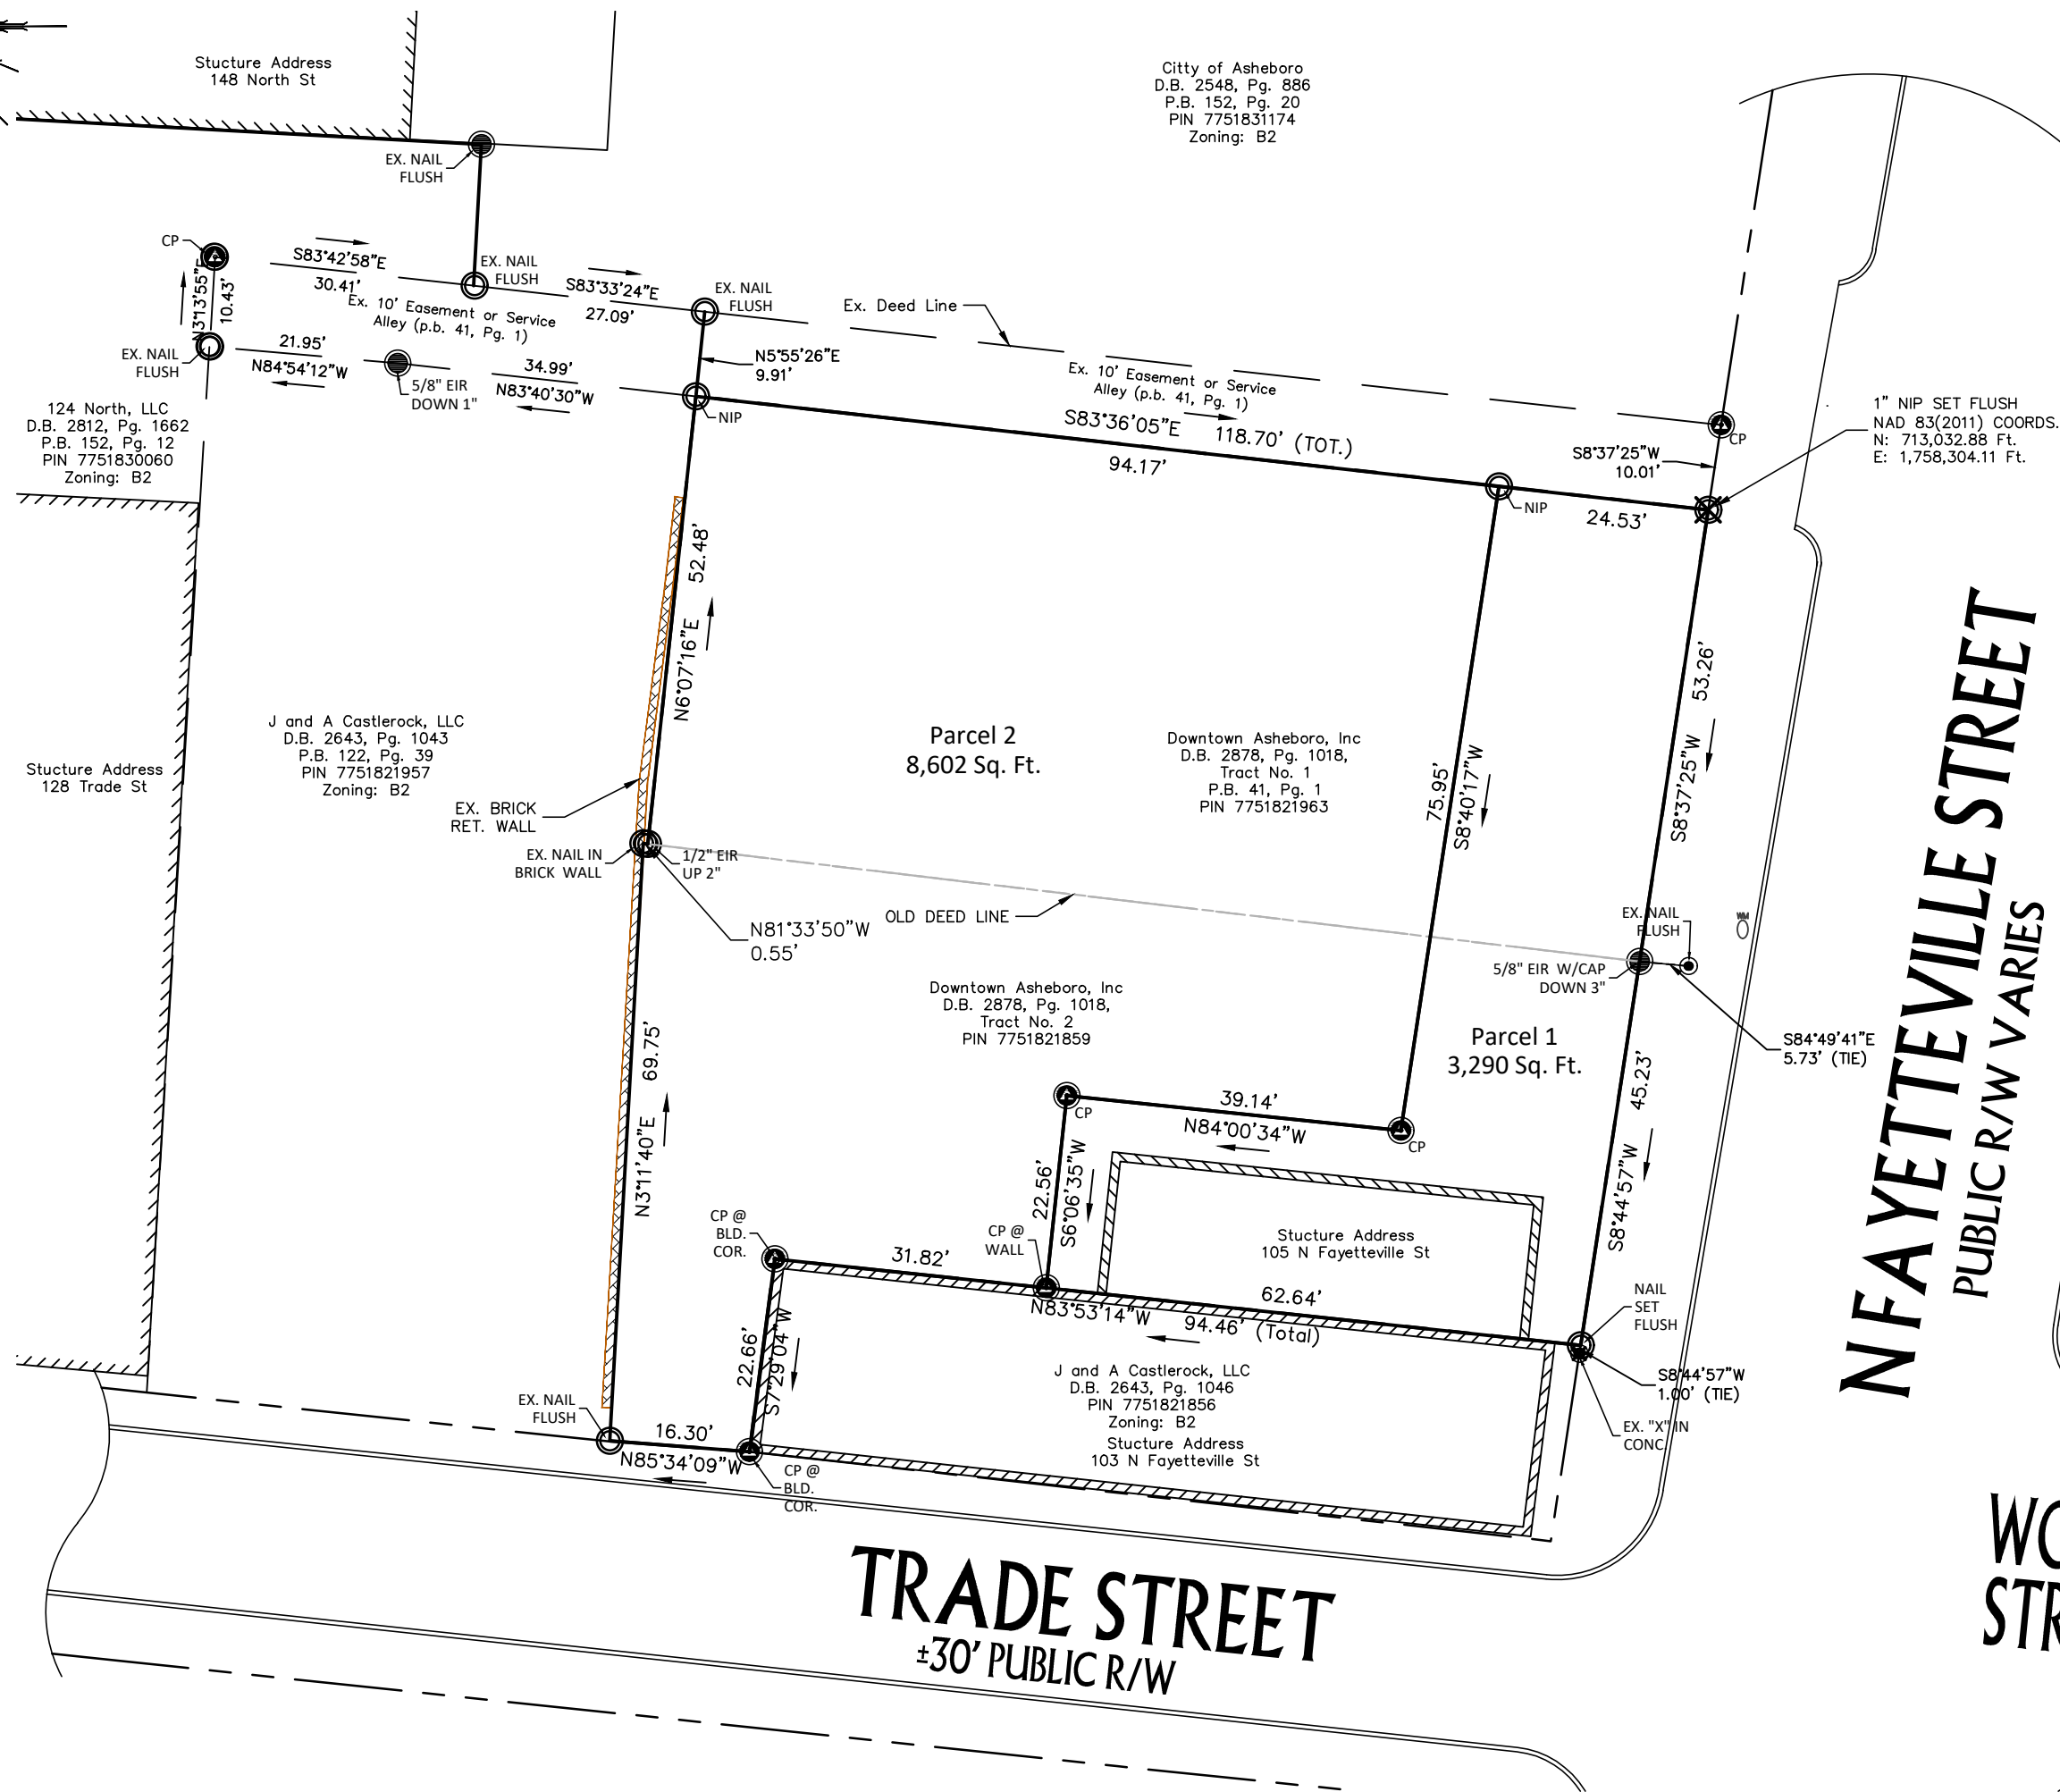 Stucture Address
148 North St
Citty of Asheboro
D.B. 2548, Pg. 886
P.B. 152, Pg. 20
PIN 7751831174
Zoning: B2
EX. NAIL
FLUSH
CP
S83°42'58"E
30.41'
EX. NAIL
FLUSH
S83°33'24"E
27.09'
EX. NAIL
FLUSH
N3°13'55"E
10.43'
Ex. 10' Easement or Service
Alley (p.b. 41, Pg. 1)
Ex. Deed Line
EX. NAIL
FLUSH
21.95'
N84°54'12"W
5/8" EIR
DOWN 1"
34.99'
N83°40'30"W
N5°55'26"E
9.91'
NIP
Ex. 10' Easement or Service
Alley (p.b. 41, Pg. 1)
S83°36'05"E 118.70' (TOT.)
94.17'
CP
S8°37'25"W
10.01'
1" NIP SET FLUSH
NAD 83(2011) COORDS.
N: 713,032.88 Ft.
E: 1,758,304.11 Ft.
NIP
24.53'
124 North, LLC
D.B. 2812, Pg. 1662
P.B. 152, Pg. 12
PIN 7751830060
Zoning: B2
N6°07'16"E 52.48'
S8°37'25"W 53.26'
J and A Castlerock, LLC
D.B. 2643, Pg. 1043
P.B. 122, Pg. 39
PIN 7751821957
Zoning: B2
Stucture Address
128 Trade St
Parcel 2
8,602 Sq. Ft.
Downtown Asheboro, Inc
D.B. 2878, Pg. 1018,
Tract No. 1
P.B. 41, Pg. 1
PIN 7751821963
75.95'
S8°40'17"W
EX. BRICK
RET. WALL
EX. NAIL IN
BRICK WALL
1/2" EIR
UP 2"
N81°33'50"W
0.55'
OLD DEED LINE
EX. NAIL
FLUSH
WM
5/8" EIR W/CAP
DOWN 3"
S84°49'41"E
5.73' (TIE)
Downtown Asheboro, Inc
D.B. 2878, Pg. 1018,
Tract No. 2
PIN 7751821859
Parcel 1
3,290 Sq. Ft.
N3°11'40"E 69.75'
S8°44'57"W 45.23'
CP
39.14'
N84°00'34"W
CP
22.56'
S6°06'35"W
CP @
BLD.
COR.
CP @
WALL
31.82'
Stucture Address
105 N Fayetteville St
62.64'
N83°53'14"W 94.46' (Total)
NAIL
SET
FLUSH
S8°44'57"W
1.00' (TIE)
EX. "X" IN
CONC
22.66'
S7°29'04"W
J and A Castlerock, LLC
D.B. 2643, Pg. 1046
PIN 7751821856
Zoning: B2
Stucture Address
103 N Fayetteville St
EX. NAIL
FLUSH
16.30'
N85°34'09"W
CP @
BLD.
COR.
N FAYETTEVILLE STREET
PUBLIC R/W VARIES
TRADE STREET
±30' PUBLIC R/W
WO
STR